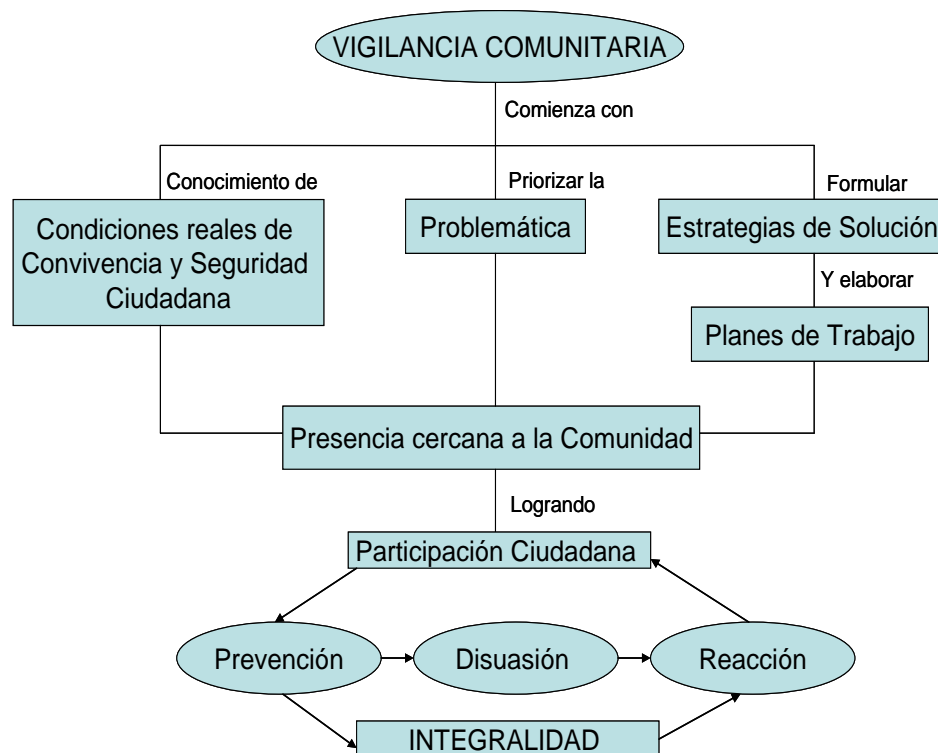 VIGILANCIA COMUNITARIA
Comienza con
Conocimiento de
Priorizar la
Formular
Condiciones reales de
Convivencia y Seguridad
Ciudadana
Problemática
Estrategias de Solución
Y elaborar
Planes de Trabajo
Presencia cercana a la Comunidad
Logrando
Participación Ciudadana
Prevención
Disuasión
Reacción
INTEGRALIDAD